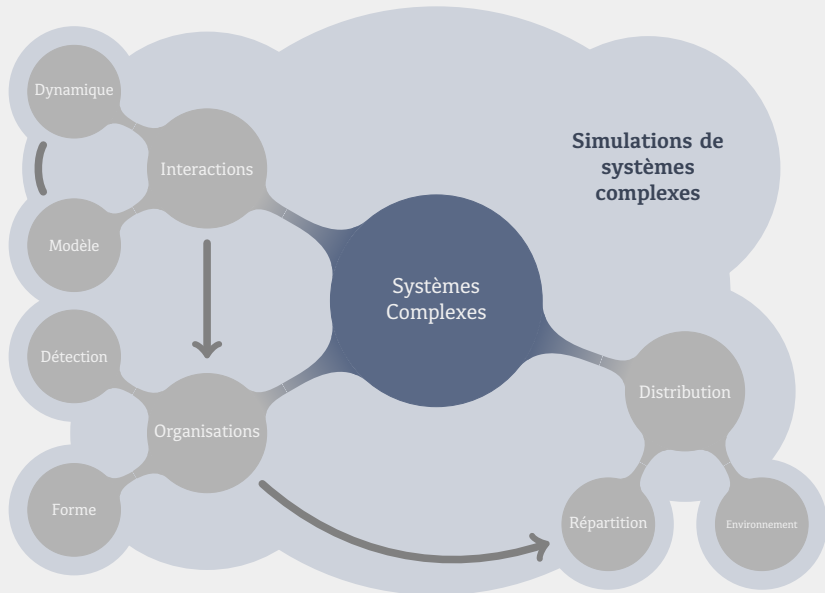 Dynamique
Interactions
Modèle
Simulations de
systèmes
complexes
Systèmes
Complexes
Détection
Organisations
Forme
Distribution
Répartition
Environnement